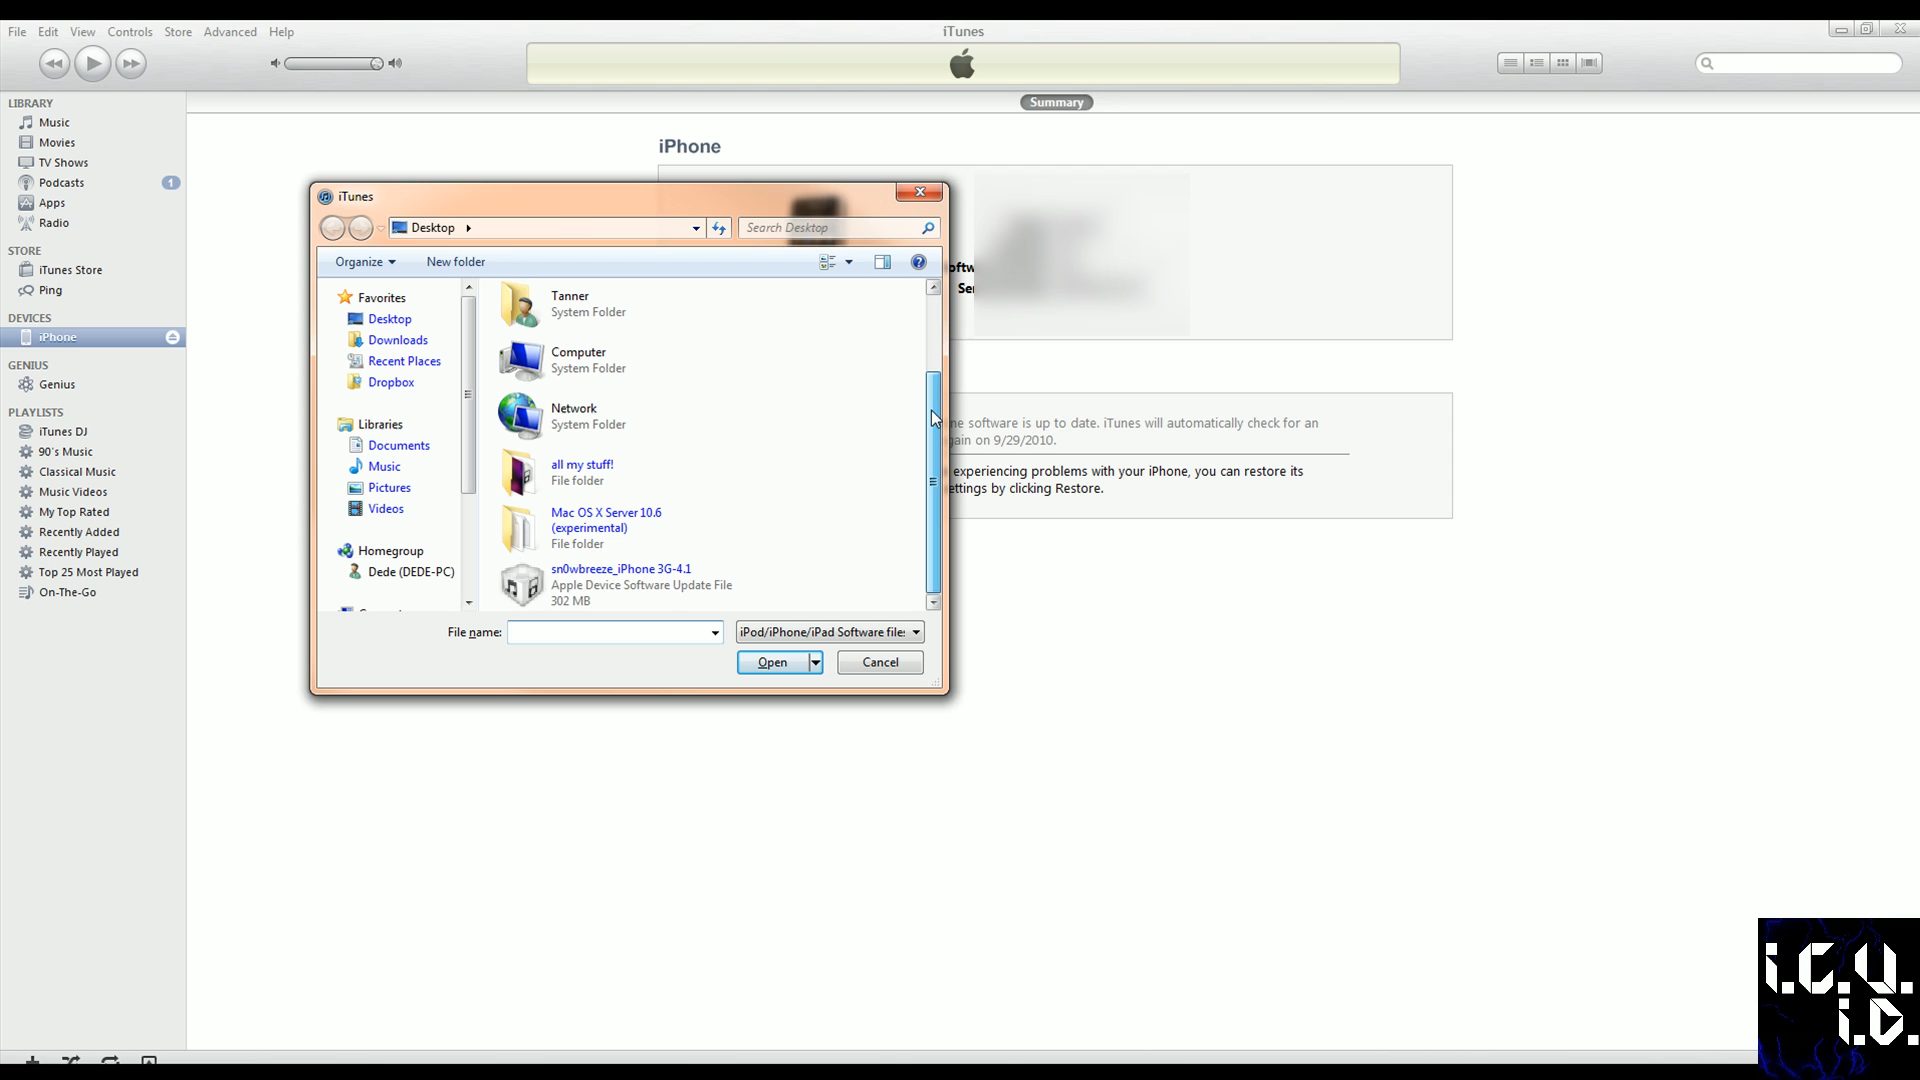 File Edit View Controls Store Advanced Help
iTunes
Summary
LIBRARY
Music
Movies
TV Shows
Podcasts 1
Apps
Radio
STORE
iTunes Store
Ping
DEVICES
iPhone
GENIUS
Genius
PLAYLISTS
iTunes DJ
90's Music
Classical Music
Music Videos
My Top Rated
Recently Added
Recently Played
Top 25 Most Played
On-The-Go
iPhone
iTunes
Desktop
Search Desktop
Organize New folder
Favorites
Desktop
Downloads
Recent Places
Dropbox
Libraries
Documents
Music
Pictures
Videos
Homegroup
Dede (DEDE-PC)
Tanner
System Folder
Computer
System Folder
Network
System Folder
all my stuff!
File folder
Mac OS X Server 10.6
(experimental)
File folder
sn0wbreeze_iPhone 3G-4.1
Apple Device Software Update File
302 MB
File name: iPod/iPhone/iPad Software file
Open Cancel
software is up to date. iTunes will automatically check for an
on 9/29/2010.
experiencing problems with your iPhone, you can restore its
settings by clicking Restore.
i.C.U.
i.D.